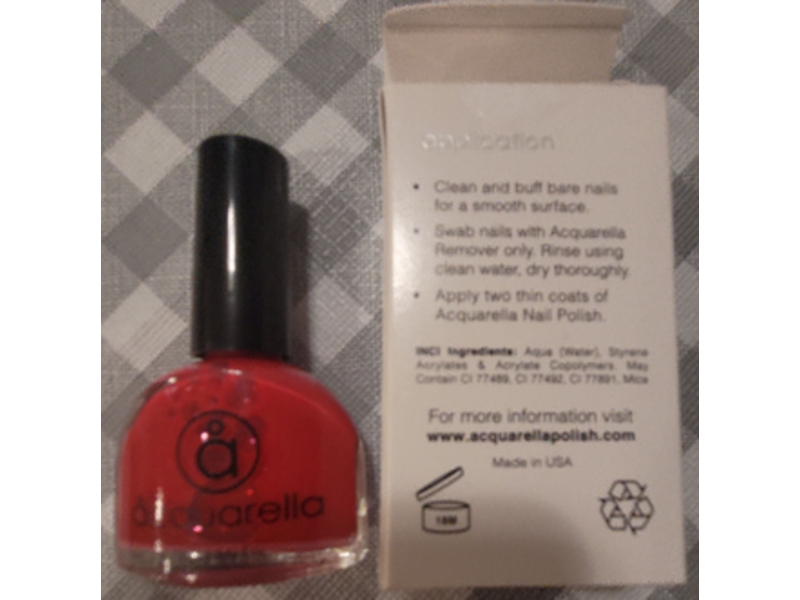 å
acquarella
application
• Clean and buff bare nails
for a smooth surface.
• Swab nails with Acquarella
Remover only. Rinse using
clean water, dry thoroughly.
• Apply two thin coats of
Acquarella Nail Polish.
INCI Ingredients: Aqua (Water), Styrene
Acrylates & Acrylate Copolymers. May
Contain CI 77489, CI 77492, CI 77891, Mica
For more information visit
www.acquarellapolish.com
Made in USA
18M